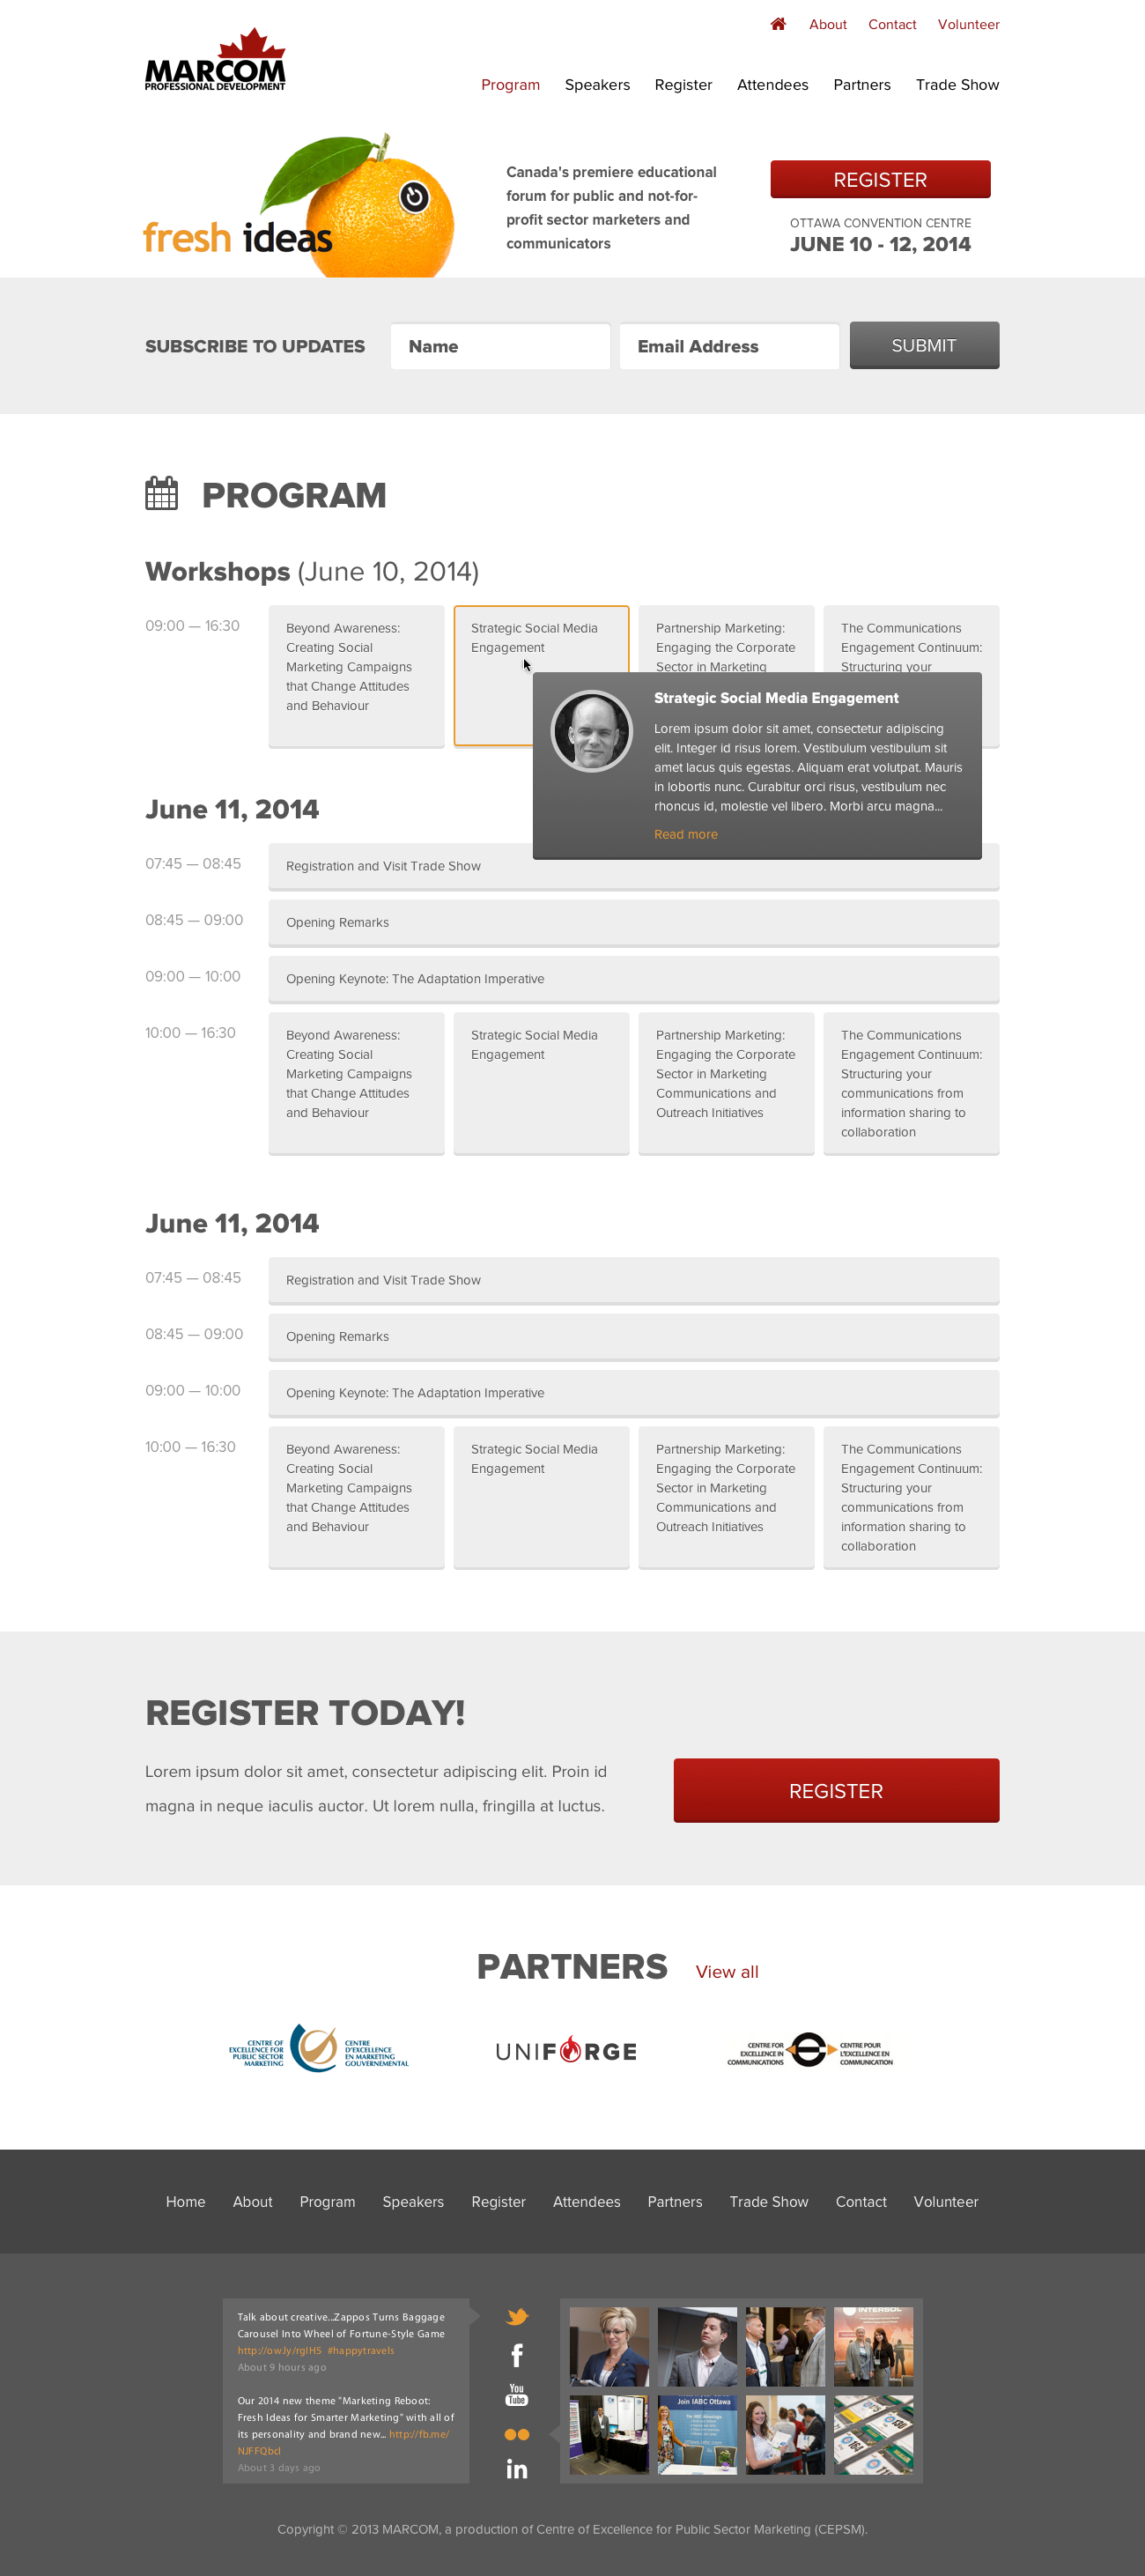 About Contact Volunteer
MARCOM
PROFESSIONAL DEVELOPMENT
Program Speakers Register Attendees Partners Trade Show
fresh ideas
Canada's premiere educational
forum for public and not-for-
profit sector marketers and
communicators
REGISTER
OTTAWA CONVENTION CENTRE
JUNE 10 - 12, 2014
SUBSCRIBE TO UPDATES
Name
Email Address
SUBMIT
PROGRAM
Workshops (June 10, 2014)
09:00 — 16:30
Beyond Awareness:
Creating Social
Marketing Campaigns
that Change Attitudes
and Behaviour
Strategic Social Media
Engagement
Partnership Marketing:
Engaging the Corporate
Sector in Marketing
The Communications
Engagement Continuum:
Structuring your
Strategic Social Media Engagement
Lorem ipsum dolor sit amet, consectetur adipiscing
elit. Integer id risus lorem. Vestibulum vestibulum sit
amet lacus quis egestas. Aliquam erat volutpat. Mauris
in lobortis nunc. Curabitur orci risus, vestibulum nec
rhoncus id, molestie vel libero. Morbi arcu magna...
Read more
June 11, 2014
07:45 — 08:45
Registration and Visit Trade Show
08:45 — 09:00
Opening Remarks
09:00 — 10:00
Opening Keynote: The Adaptation Imperative
10:00 — 16:30
Beyond Awareness:
Creating Social
Marketing Campaigns
that Change Attitudes
and Behaviour
Strategic Social Media
Engagement
Partnership Marketing:
Engaging the Corporate
Sector in Marketing
Communications and
Outreach Initiatives
The Communications
Engagement Continuum:
Structuring your
communications from
information sharing to
collaboration
June 11, 2014
07:45 — 08:45
Registration and Visit Trade Show
08:45 — 09:00
Opening Remarks
09:00 — 10:00
Opening Keynote: The Adaptation Imperative
10:00 — 16:30
Beyond Awareness:
Creating Social
Marketing Campaigns
that Change Attitudes
and Behaviour
Strategic Social Media
Engagement
Partnership Marketing:
Engaging the Corporate
Sector in Marketing
Communications and
Outreach Initiatives
The Communications
Engagement Continuum:
Structuring your
communications from
information sharing to
collaboration
REGISTER TODAY!
Lorem ipsum dolor sit amet, consectetur adipiscing elit. Proin id
magna in neque iaculis auctor. Ut lorem nulla, fringilla at luctus.
REGISTER
PARTNERS View all
CENTRE OF
EXCELLENCE FOR
PUBLIC SECTOR
MARKETING
CENTRE
D'EXCELLENCE
EN MARKETING
GOUVERNEMENTAL
UNIFORGE
CENTRE FOR
EXCELLENCE IN
COMMUNICATIONS
CENTRE POUR
L'EXCELLENCE EN
COMMUNICATION
Home About Program Speakers Register Attendees Partners Trade Show Contact Volunteer
Talk about creative...Zappos Turns Baggage
Carousel Into Wheel of Fortune-Style Game
http://ow.ly/rglH5 #happytravels
About 9 hours ago
Our 2014 new theme "Marketing Reboot:
Fresh Ideas for Smarter Marketing" with all of
its personality and brand new... http://fb.me/
NJFFQbcl
About 3 days ago
You
Tube
in
INTERSOL
Join IABC Ottawa
Copyright © 2013 MARCOM, a production of Centre of Excellence for Public Sector Marketing (CEPSM).